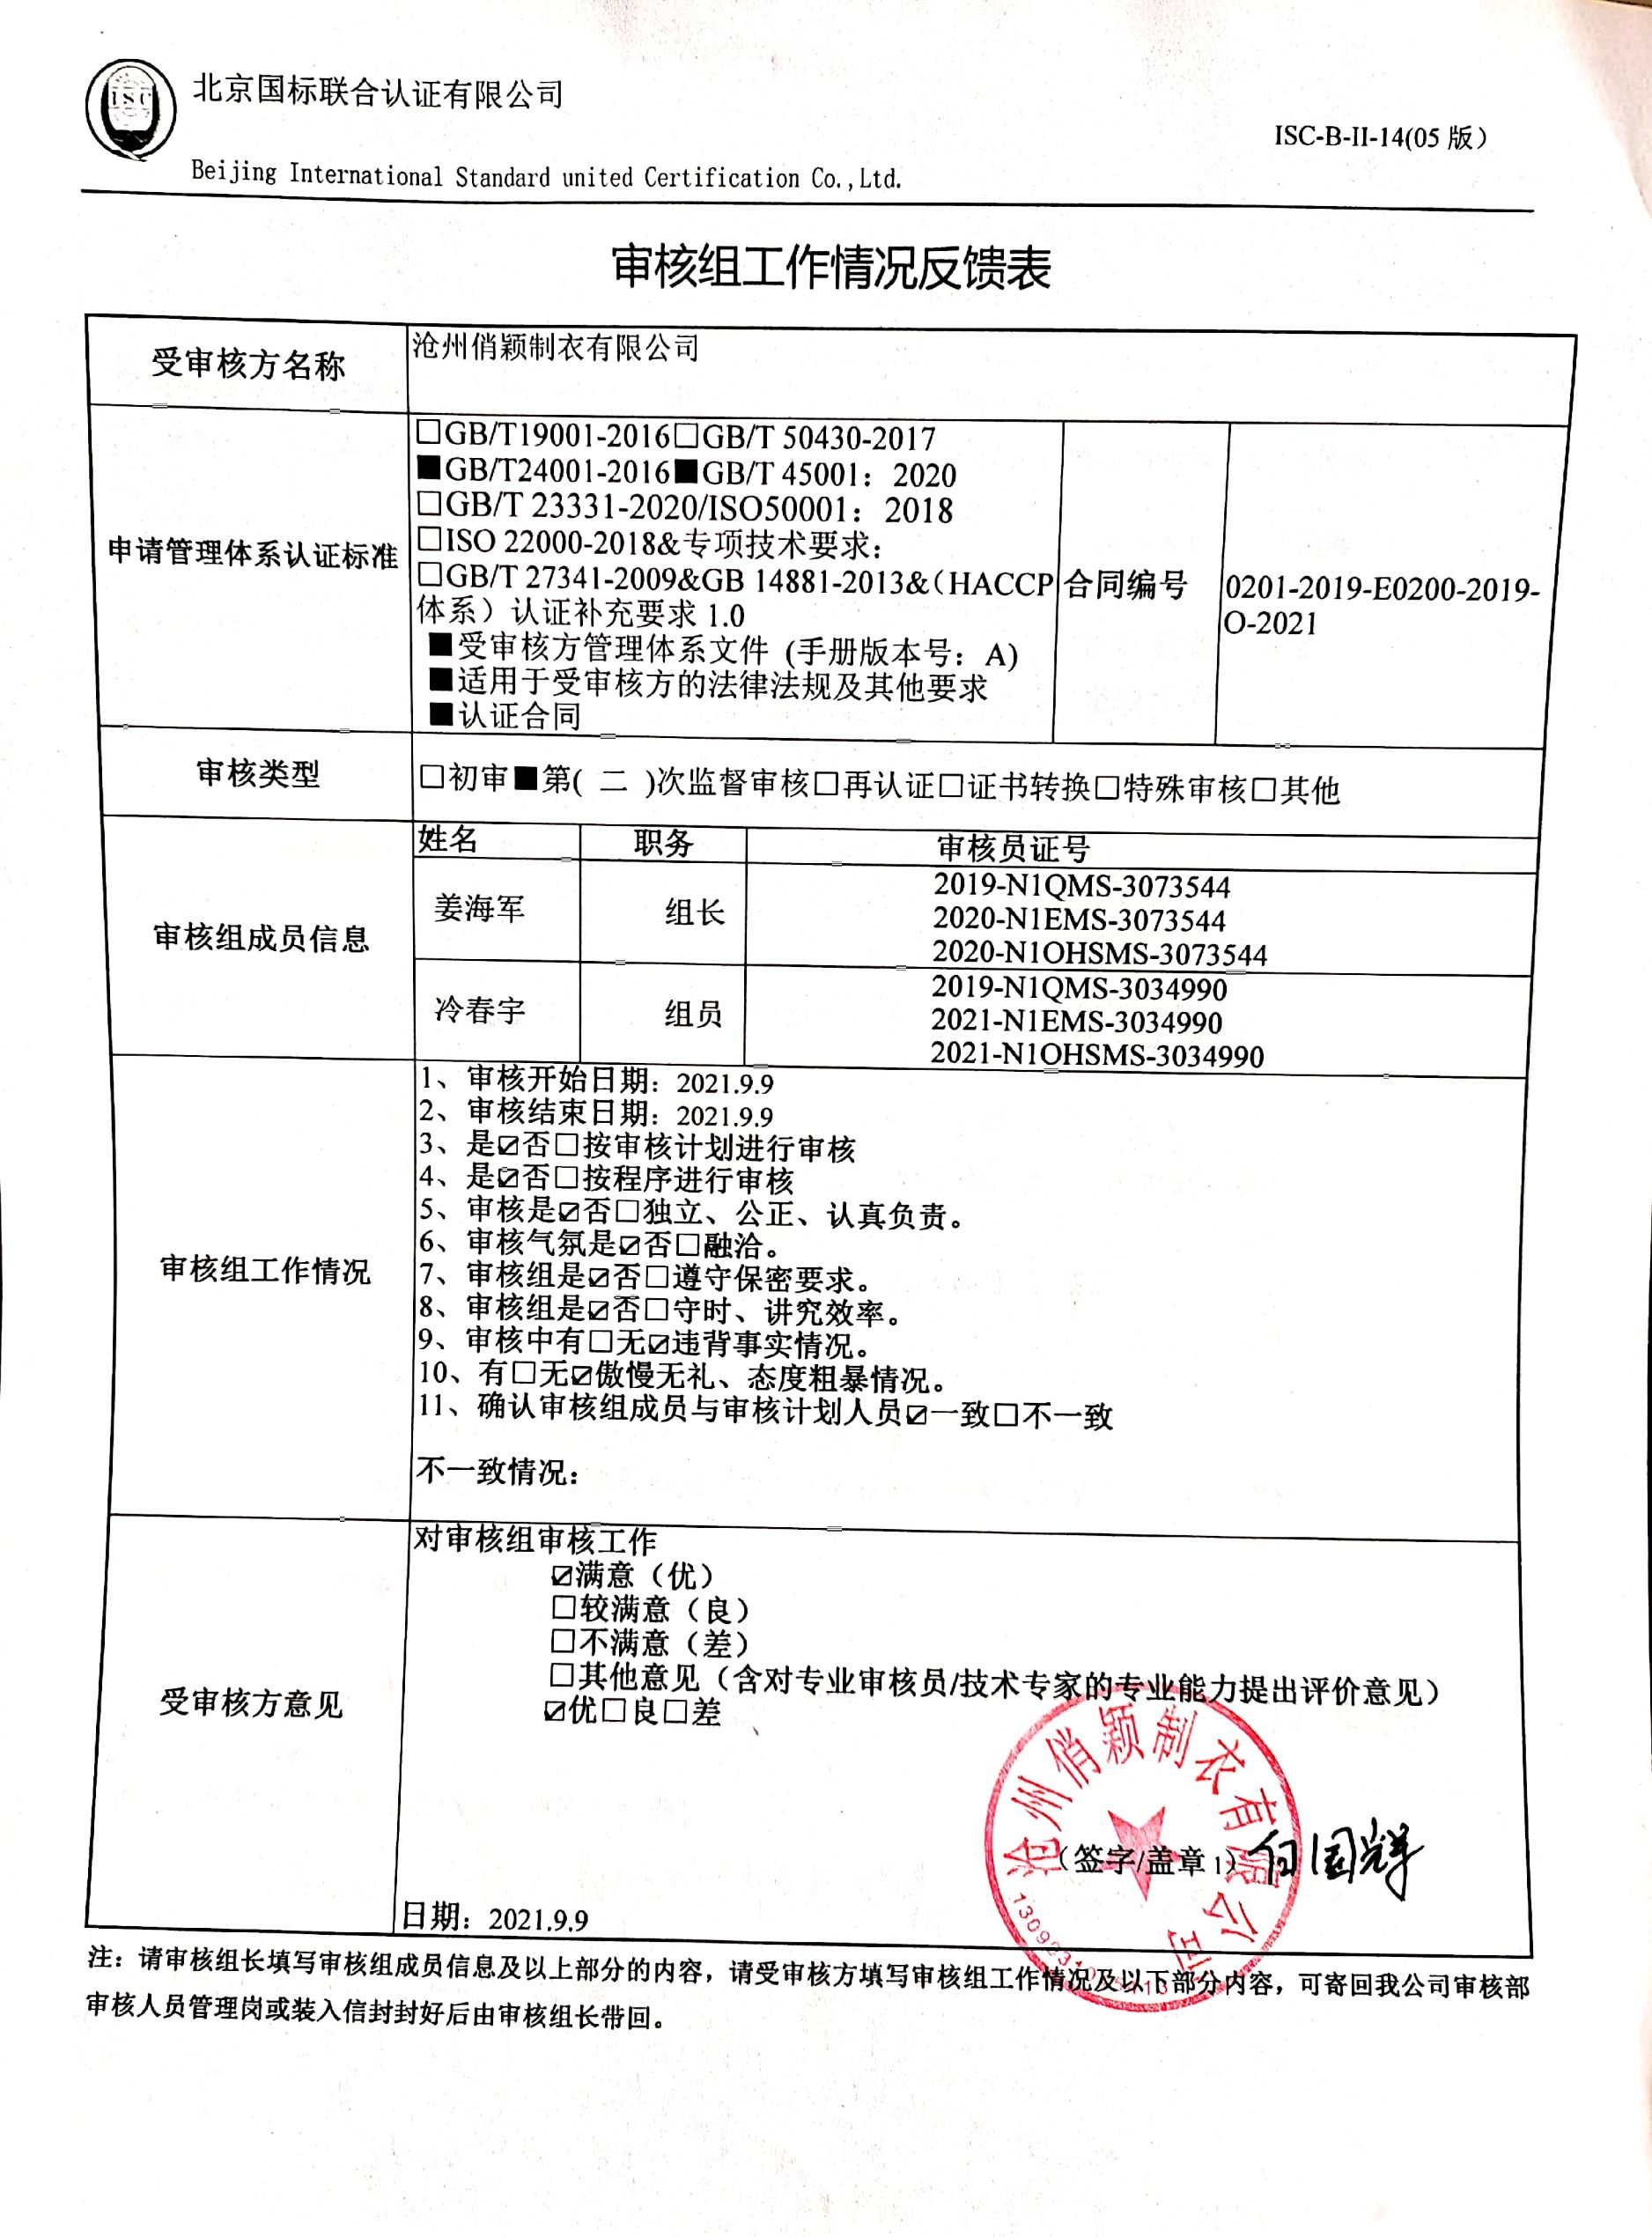 ISC
北京国标联合认证有限公司
ISC-B-II-14(05 版)
Beijing International Standard united Certification Co.,Ltd.
审核组工作情况反馈表
受审核方名称
沧州俏颖制衣有限公司
申请管理体系认证标准
□GB/T19001-2016□GB/T 50430-2017
■GB/T24001-2016■GB/T 45001：2020
□GB/T 23331-2020/ISO50001：2018
□ISO 22000-2018&专项技术要求：
□GB/T 27341-2009&GB 14881-2013&（HACCP
体系）认证补充要求 1.0
■受审核方管理体系文件 (手册版本号：A)
■适用于受审核方的法律法规及其他要求
■认证合同
合同编号
0201-2019-E0200-2019-
O-2021
审核类型
□初审■第( 二 )次监督审核□再认证□证书转换□特殊审核□其他
审核组成员信息
姓名 职务 审核员证号
姜海军 组长
2019-N1QMS-3073544
2020-N1EMS-3073544
2020-N1OHSMS-3073544
冷春宇 组员
2019-N1QMS-3034990
2021-N1EMS-3034990
2021-N1OHSMS-3034990
审核组工作情况
1、审核开始日期：2021.9.9
2、审核结束日期：2021.9.9
3、是☑否□按审核计划进行审核
4、是☑否□按程序进行审核
5、审核是☑否□独立、公正、认真负责。
6、审核气氛是☑否□融洽。
7、审核组是☑否□遵守保密要求。
8、审核组是☑否□守时、讲究效率。
9、审核中有□无☑违背事实情况。
10、有□无☑傲慢无礼、态度粗暴情况。
11、确认审核组成员与审核计划人员☑一致□不一致
不一致情况：
受审核方意见
对审核组审核工作
☑满意（优）
□较满意（良）
□不满意（差）
□其他意见（含对专业审核员/技术专家的专业能力提出评价意见）
☑优□良□差
沧州俏颖制衣有限公司
（签字/盖章 1）白国辉
日期：2021.9.9
注：请审核组长填写审核组成员信息及以上部分的内容，请受审核方填写审核组工作情况及以下部分内容，可寄回我公司审核部
审核人员管理岗或装入信封封好后由审核组长带回。